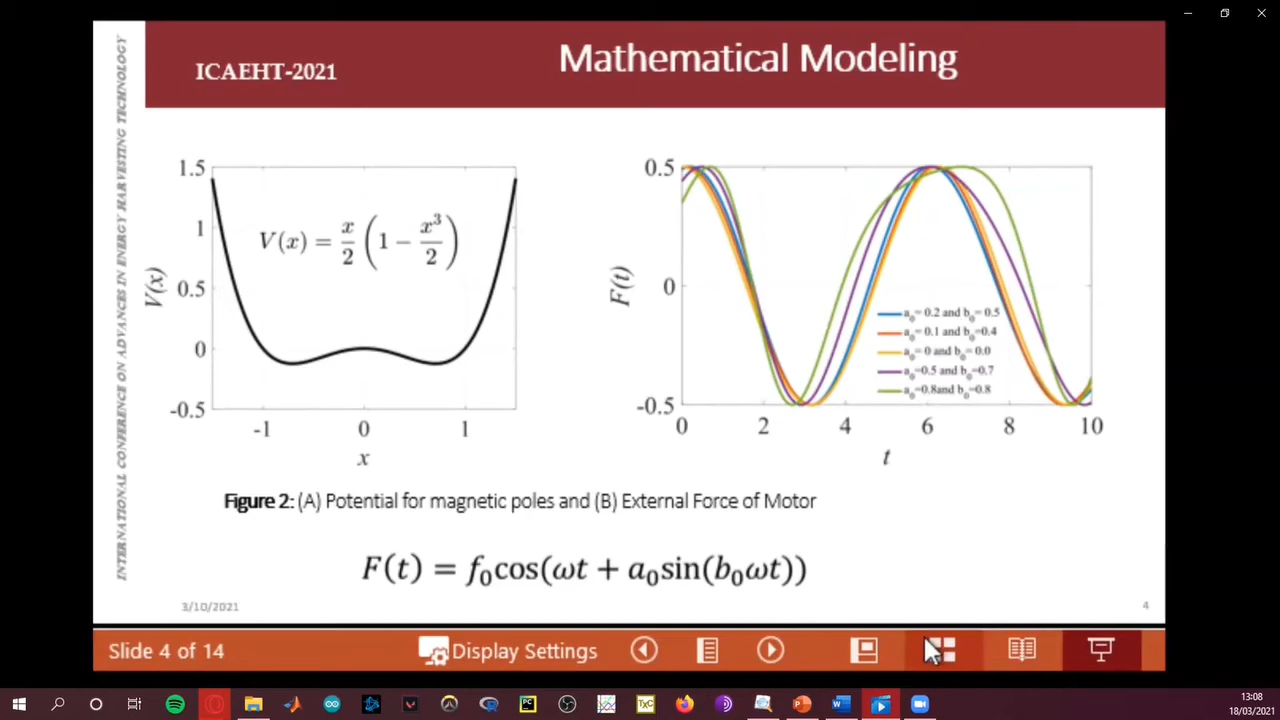 ICAEHT-2021
Mathematical Modeling
INTERNATIONAL CONFERENCE ON ADVANCES IN ENERGY HARVESTING TECHNOLOGY
1.5
1
0.5
0
-0.5
V(x)
V(x) = x/2 (1 − x³/2)
-1 0 1
x
0.5
0
-0.5
F(t)
a₀= 0.2 and b₀= 0.5
a₀= 0.1 and b₀=0.4
a₀= 0 and b₀= 0.0
a₀=0.5 and b₀=0.7
a₀=0.8and b₀=0.8
0 2 4 6 8 10
t
Figure 2: (A) Potential for magnetic poles and (B) External Force of Motor
F(t) = f₀cos(ωt + a₀sin(b₀ωt))
3/10/2021
4
Slide 4 of 14
Display Settings
PC
TxC
13:08
18/03/2021